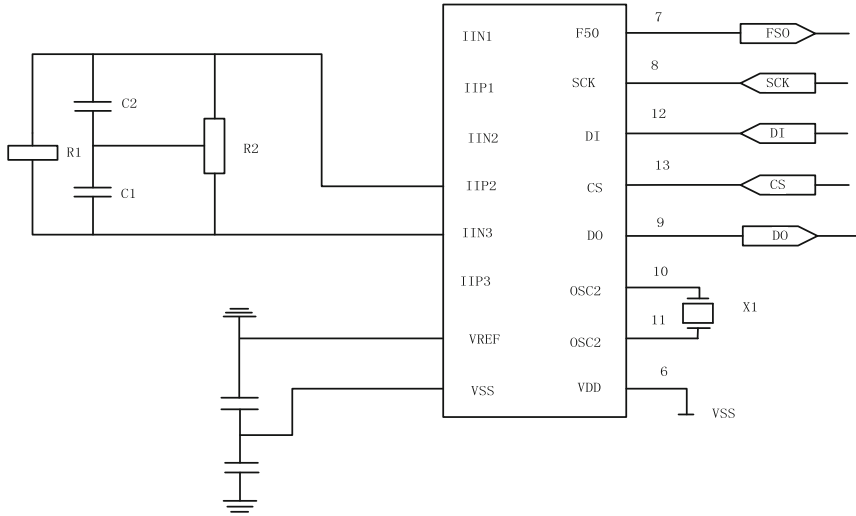 IIN1 F50 7 FSO
IIP1 SCK 8 SCK
IIN2 DI 12 DI
IIP2 CS 13 CS
IIN3 DO 9 DO
IIP3 OSC2 10
VREF OSC2 11 X1
VSS VDD 6 VSS
C2
R1 R2
C1